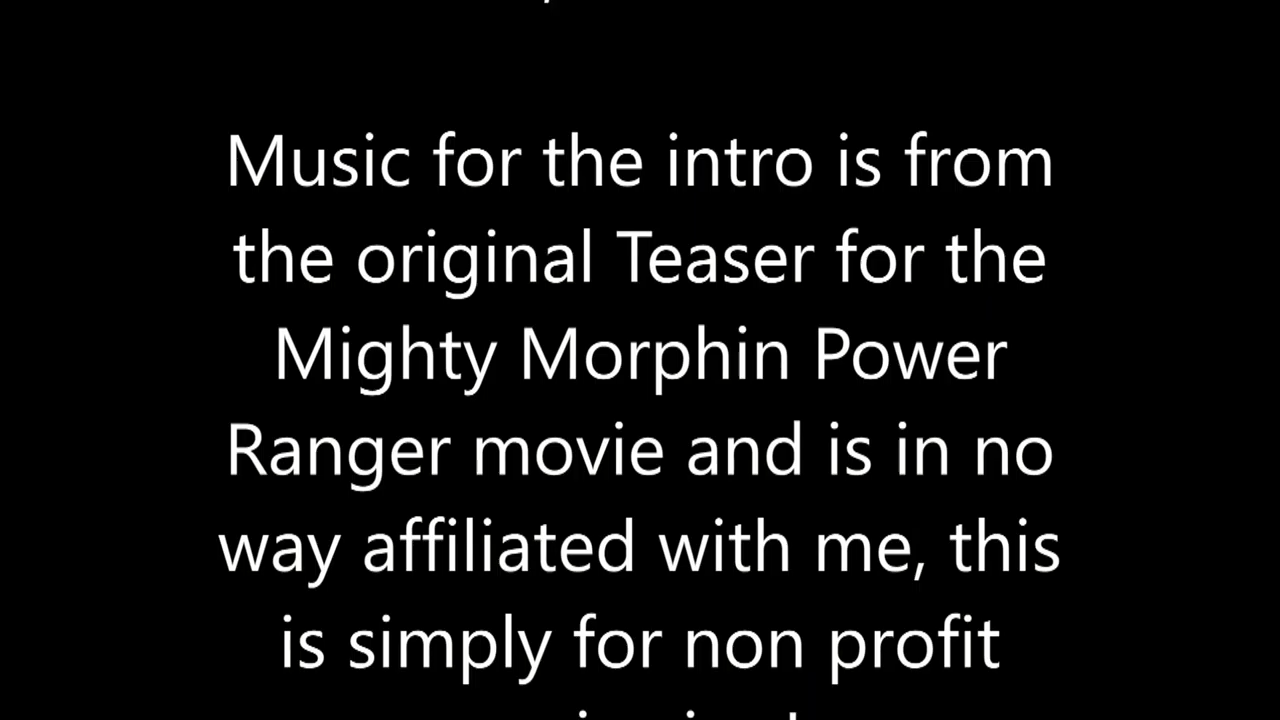 Music for the intro is from
the original Teaser for the
Mighty Morphin Power
Ranger movie and is in no
way affiliated with me, this
is simply for non profit